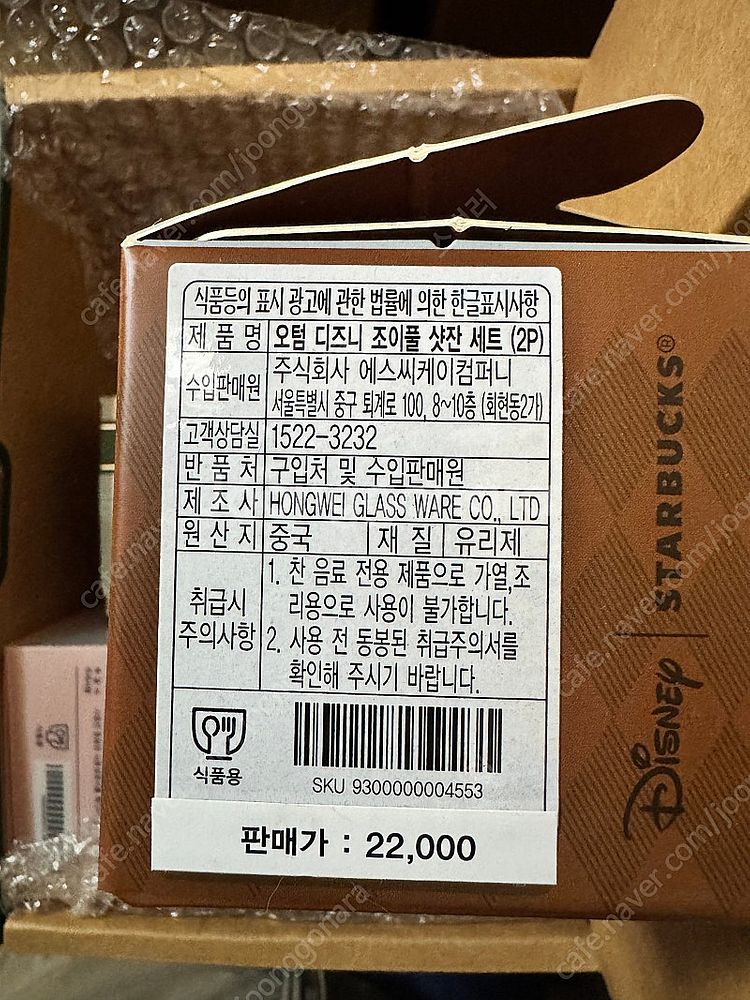 식품등의 표시 광고에 관한 법률에 의한 한글표시사항
제 품 명 오텀 디즈니 조이풀 샷잔 세트 (2P)
수입판매원 주식회사 에스씨케이컴퍼니
서울특별시 중구 퇴계로 100, 8~10층 (회현동2가)
고객상담실 1522-3232
반 품 처 구입처 및 수입판매원
제 조 사 HONGWEI GLASS WARE CO., LTD
원 산 지 중국 재 질 유리제
취급시 주의사항
1. 찬 음료 전용 제품으로 가열,조
리용으로 사용이 불가합니다.
2. 사용 전 동봉된 취급주의서를
확인해 주시기 바랍니다.
식품용
SKU 9300000004553
판매가 : 22,000
Disney | STARBUCKS®
cafe.naver.com/joonggonara